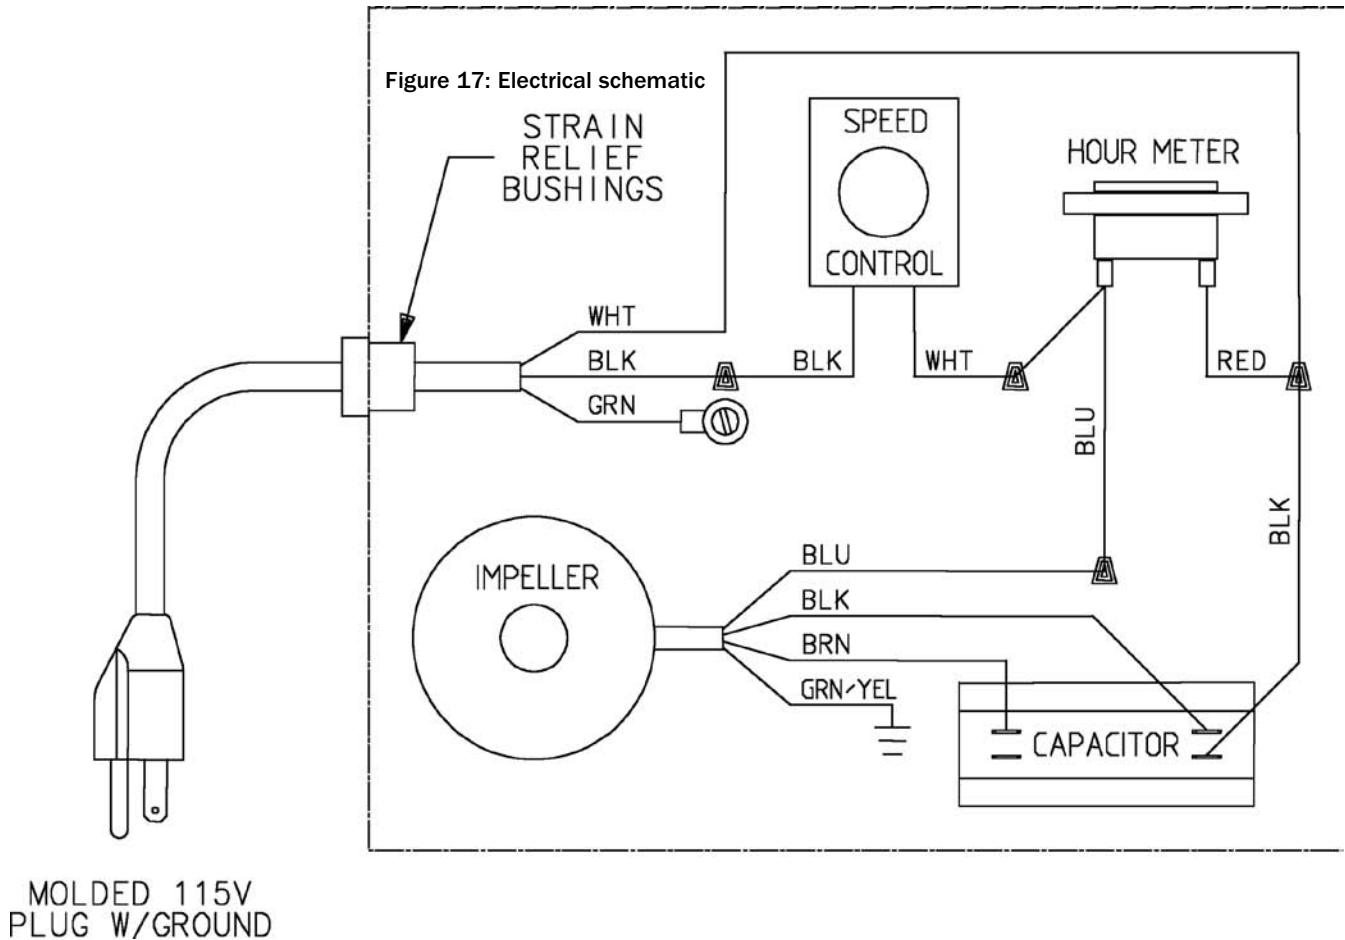 Figure 17: Electrical schematic
STRAIN
RELIEF
BUSHINGS
SPEED
CONTROL
HOUR METER
WHT
BLK
BLK
WHT
RED
GRN
BLU
BLK
IMPELLER
BLU
BLK
BRN
GRN/YEL
CAPACITOR
MOLDED 115V
PLUG W/GROUND